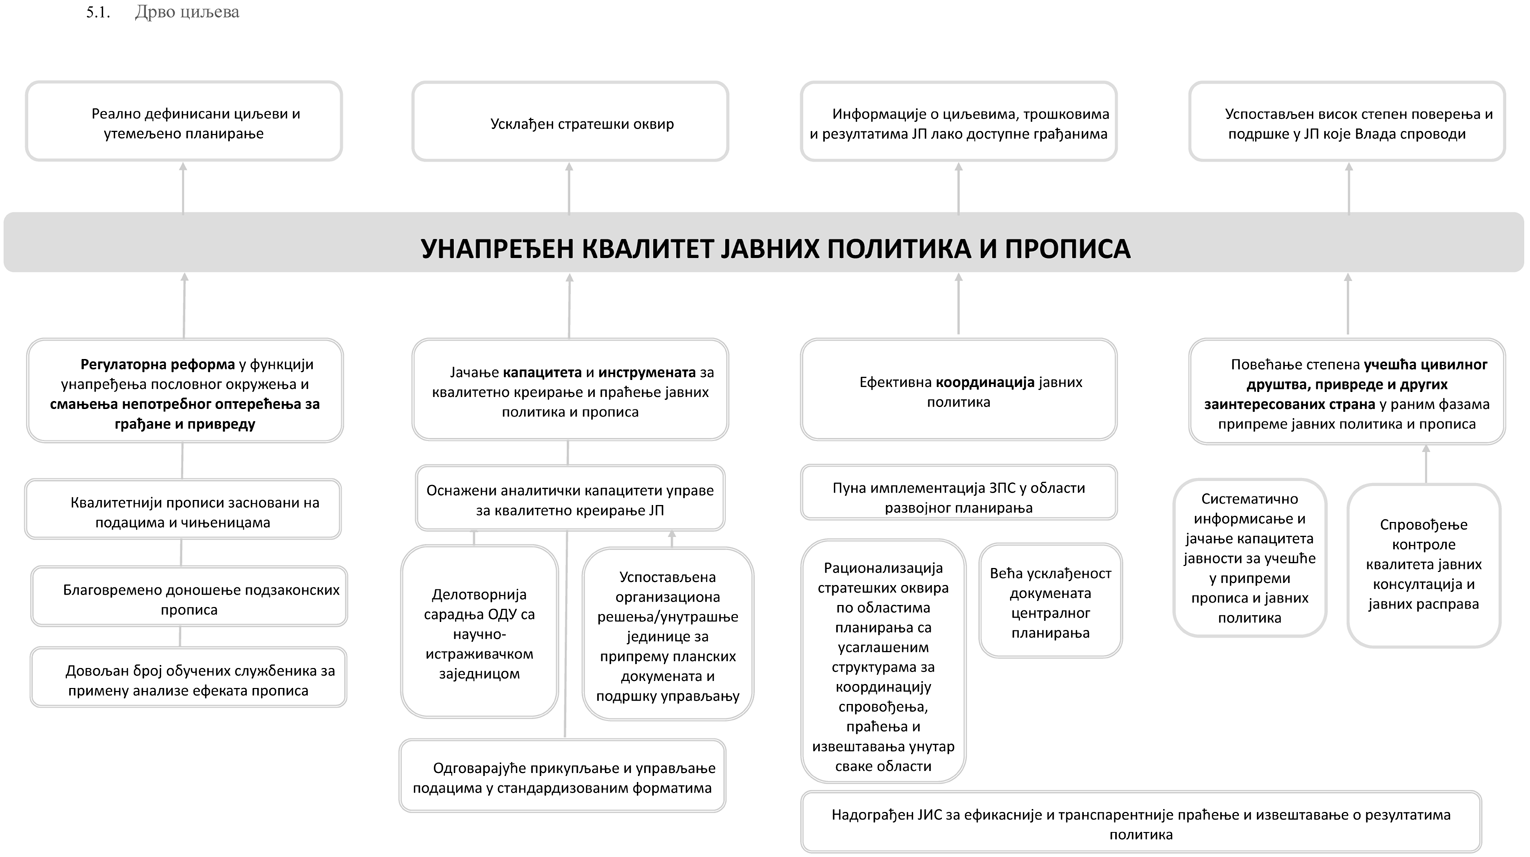 5.1. Дрво циљева
Реално дефинисани циљеви и
утемељено планирање
Усклађен стратешки оквир
Информације о циљевима, трошковима
и резултатима ЈП лако доступне грађанима
Успостављен висок степен поверења и
подршке у ЈП које Влада спроводи
УНАПРЕЂЕН КВАЛИТЕТ ЈАВНИХ ПОЛИТИКА И ПРОПИСА
Регулаторна реформа у функцији
унапређења пословног окружења и
смањења непотребног оптерећења за
грађане и привреду
Јачање капацитета и инструмената за
квалитетно креирање и праћење јавних
политика и прописа
Ефективна координација јавних
политика
Повећање степена учешћа цивилног
друштва, привреде и других
заинтересованих страна у раним фазама
припреме јавних политика и прописа
Квалитетнији прописи засновани на
подацима и чињеницама
Благовремено доношење подзаконских
прописа
Довољан број обучених службеника за
примену анализе ефеката прописа
Оснажени аналитички капацитети управе
за квалитетно креирање ЈП
Делотворнија
сарадња ОДУ са
научно-
истраживачком
заједницом
Успостављена
организациона
решења/унутрашње
јединице за
припрему планских
докумената и
подршку управљању
Одговарајуће прикупљање и управљање
подацима у стандардизованим форматима
Пуна имплементација ЗПС у области
развојног планирања
Рационализација
стратешких оквира
по областима
планирања са
усаглашеним
структурама за
координацију
спровођења,
праћења и
извештавања унутар
сваке области
Већа усклађеност
докумената
централног
планирања
Систематично
информисање и
јачање капацитета
јавности за учешће
у припреми
прописа и јавних
политика
Спровођење
контроле
квалитета јавних
консултација и
јавних расправа
Надограђен ЈИС за ефикасније и транспарентније праћење и извештавање о резултатима
политика